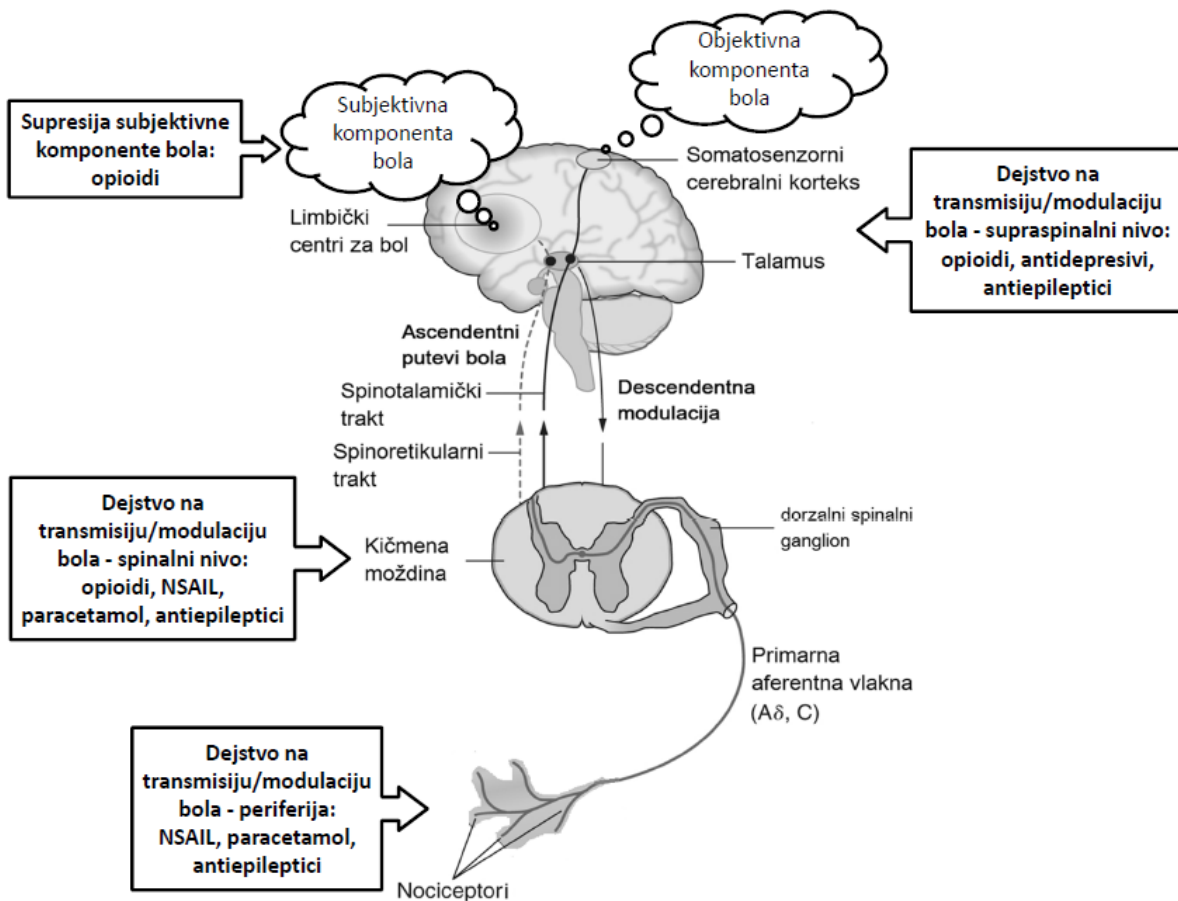 Objektivna
komponenta
bola
Subjektivna
komponenta
bola
Supresija subjektivne
komponente bola:
opioidi
Somatosenzorni
cerebralni korteks
Dejstvo na
transmisiju/modulaciju
bola - supraspinalni nivo:
opioidi, antidepresivi,
antiepileptici
Limbički
centri za bol
Talamus
Ascendentni
putevi bola
Spinotalamički
trakt
Descendentna
modulacija
Spinoretikularni
trakt
Dejstvo na
transmisiju/modulaciju
bola - spinalni nivo:
opioidi, NSAIL,
paracetamol, antiepileptici
Kičmena
moždina
dorzalni spinalni
ganglion
Primarna
aferentna vlakna
(Aδ, C)
Dejstvo na
transmisiju/modulaciju
bola - periferija:
NSAIL, paracetamol,
antiepileptici
Nociceptori